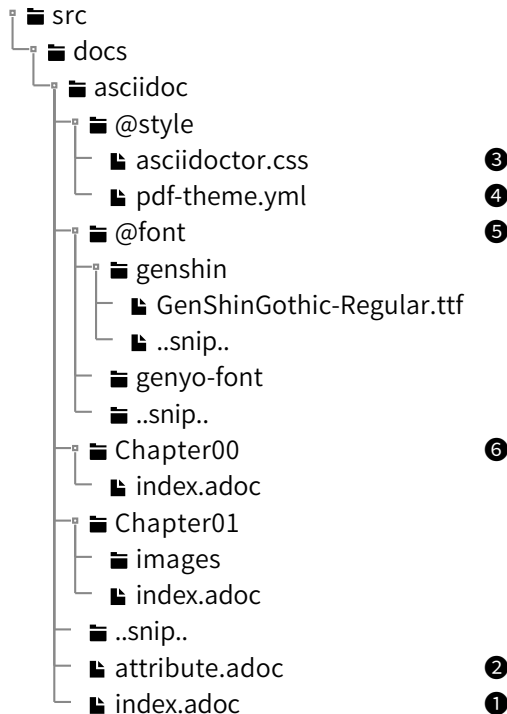 src
docs
asciidoc
@style
asciidoctor.css ❸
pdf-theme.yml ❹
@font ❺
genshin
GenShinGothic-Regular.ttf
..snip..
genyo-font
..snip..
Chapter00 ❻
index.adoc
Chapter01
images
index.adoc
..snip..
attribute.adoc ❷
index.adoc ❶